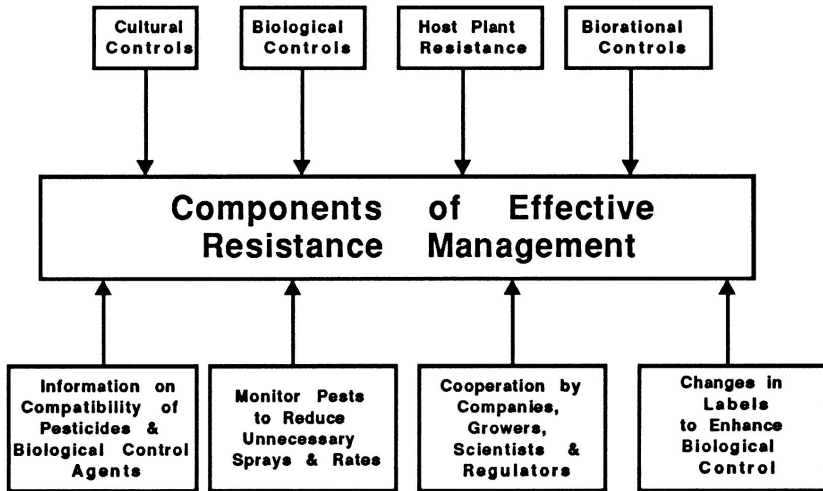 Cultural
Controls
Biological
Controls
Host Plant
Resistance
Biorational
Controls
Components of Effective
Resistance Management
Information on
Compatibility of
Pesticides &
Biological Control
Agents
Monitor Pests
to Reduce
Unnecessary
Sprays & Rates
Cooperation by
Companies,
Growers,
Scientists &
Regulators
Changes in
Labels
to Enhance
Biological
Control